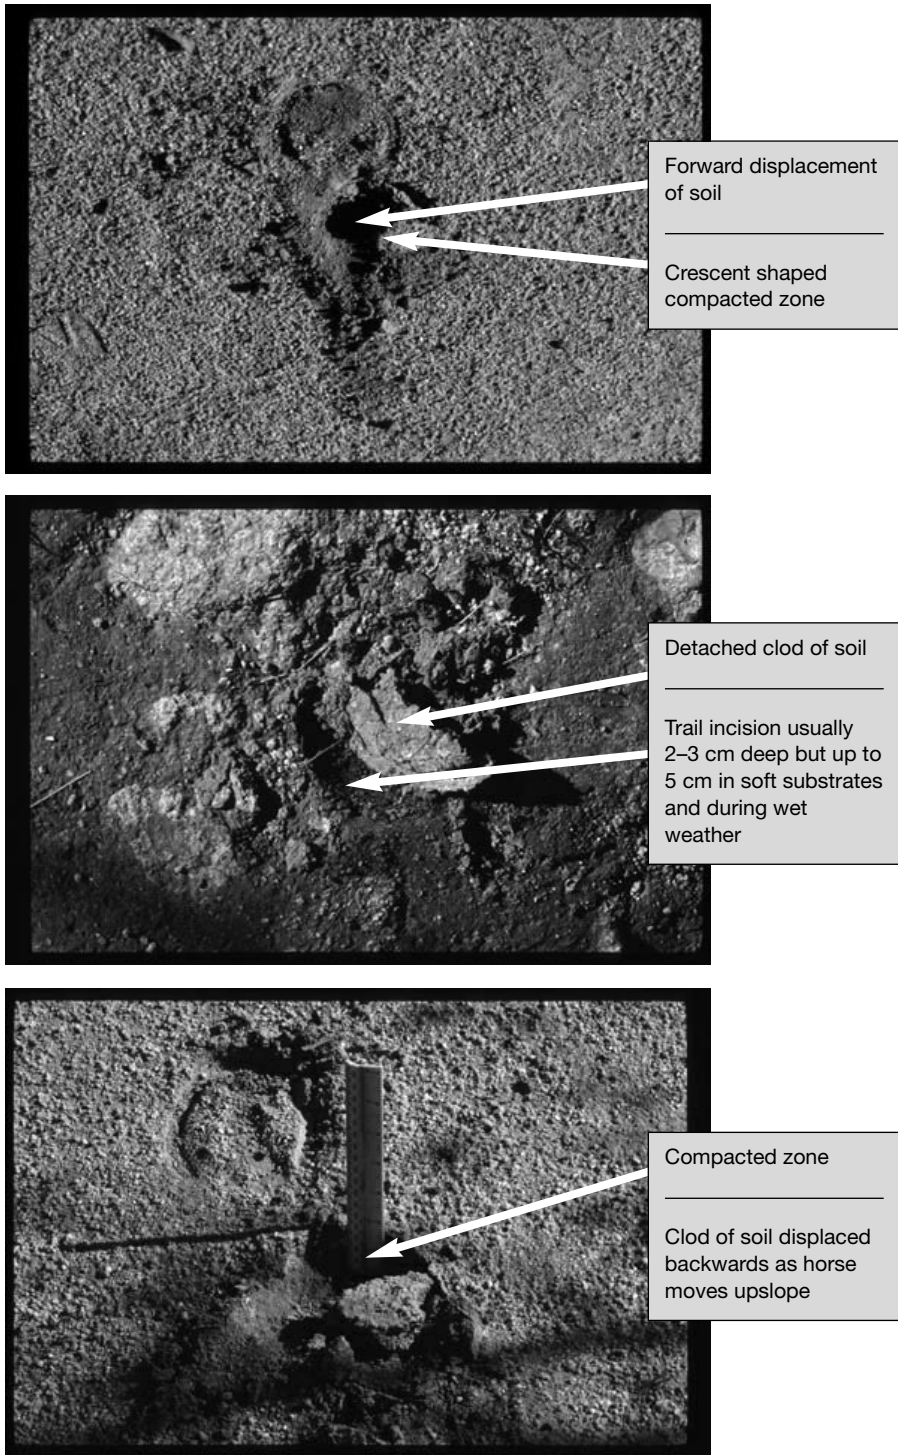 Forward displacement
of soil
Crescent shaped
compacted zone
Detached clod of soil
Trail incision usually
2–3 cm deep but up to
5 cm in soft substrates
and during wet
weather
Compacted zone
Clod of soil displaced
backwards as horse
moves upslope